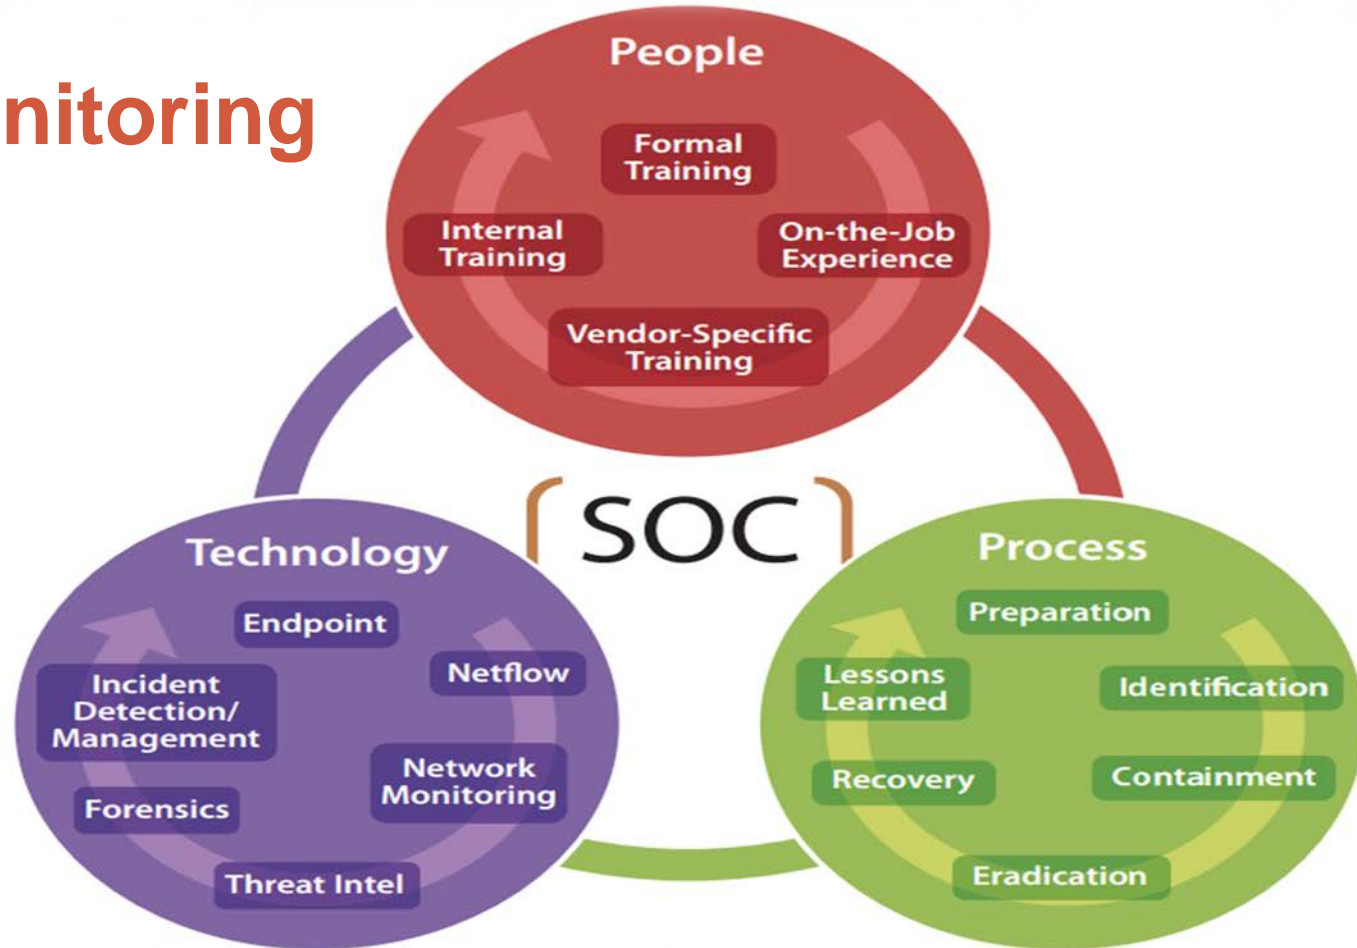 nitoring
People
Formal
Training
On-the-Job
Experience
Vendor-Specific
Training
Internal
Training
SOC
Technology
Endpoint
Netflow
Network
Monitoring
Threat Intel
Forensics
Incident
Detection/
Management
Process
Preparation
Identification
Containment
Eradication
Recovery
Lessons
Learned